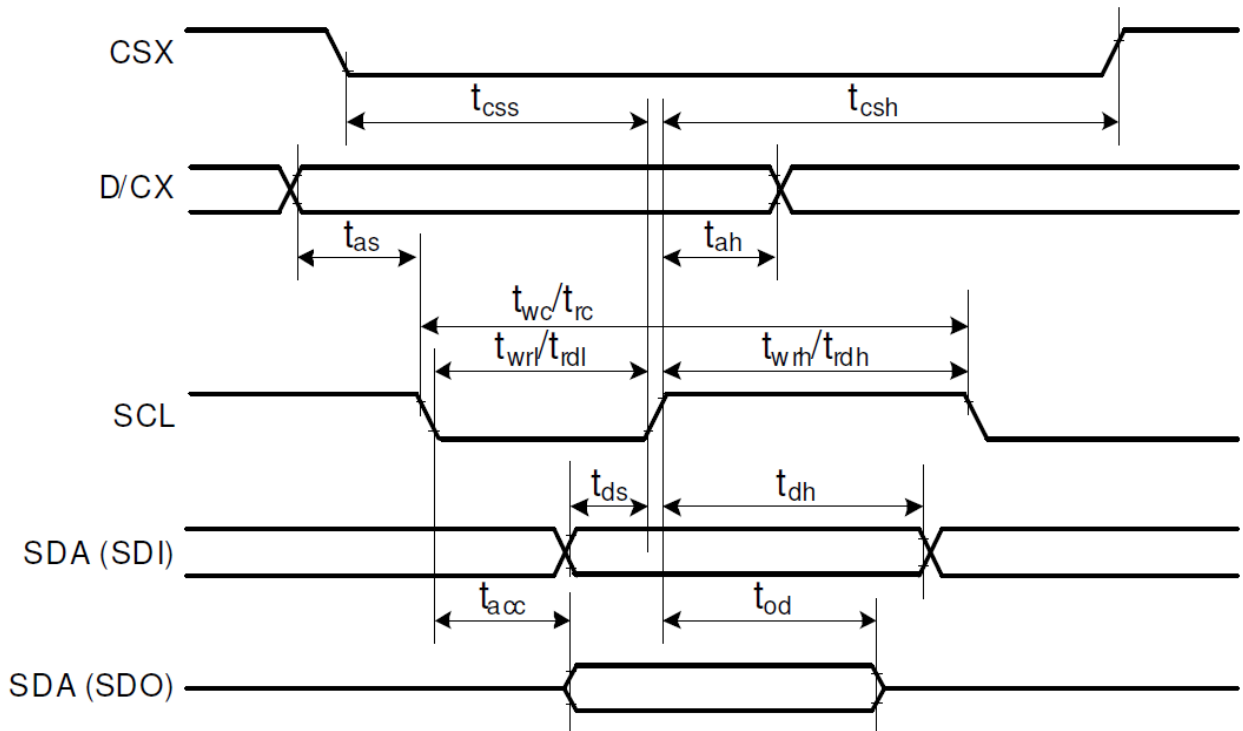 CSX
tcss
tcsh
D/CX
tas
tah
twc/trc
twrl/trdl
twrh/trdh
SCL
tds
tdh
SDA (SDI)
tacc
tod
SDA (SDO)